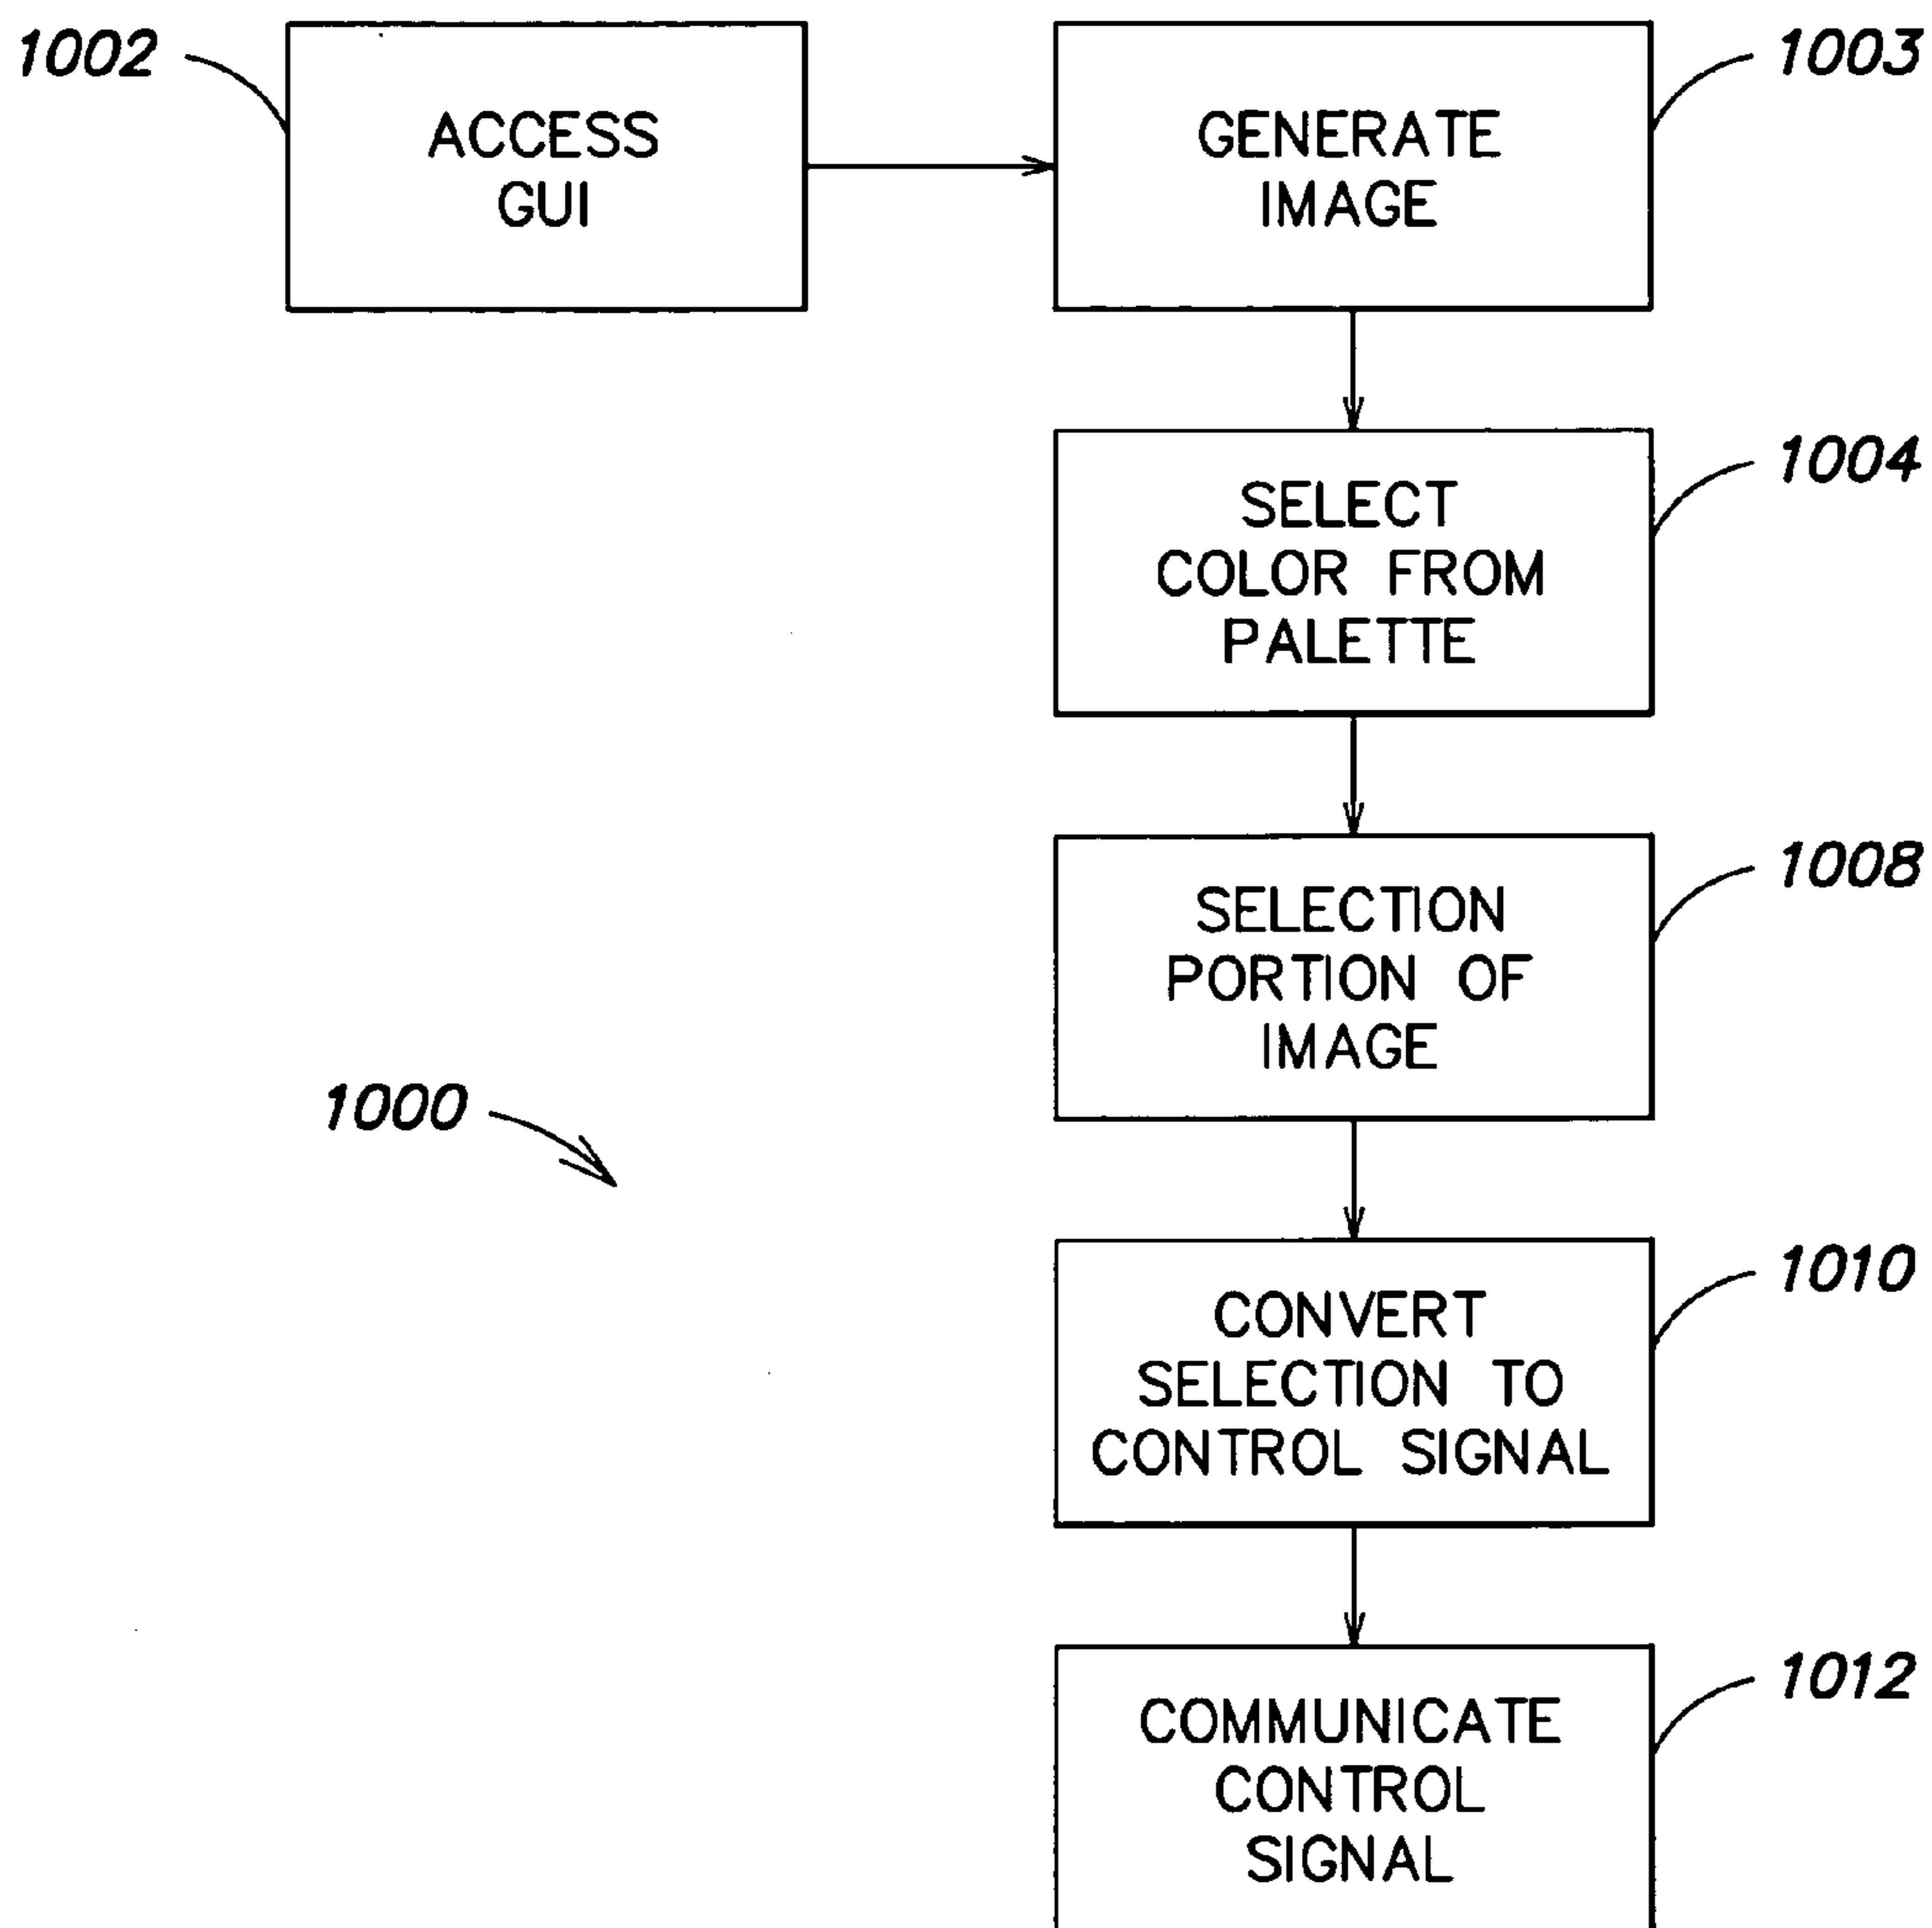 1002
ACCESS
GUI
1003
GENERATE
IMAGE
1004
SELECT
COLOR FROM
PALETTE
1008
SELECTION
PORTION OF
IMAGE
1000
1010
CONVERT
SELECTION TO
CONTROL SIGNAL
1012
COMMUNICATE
CONTROL
SIGNAL